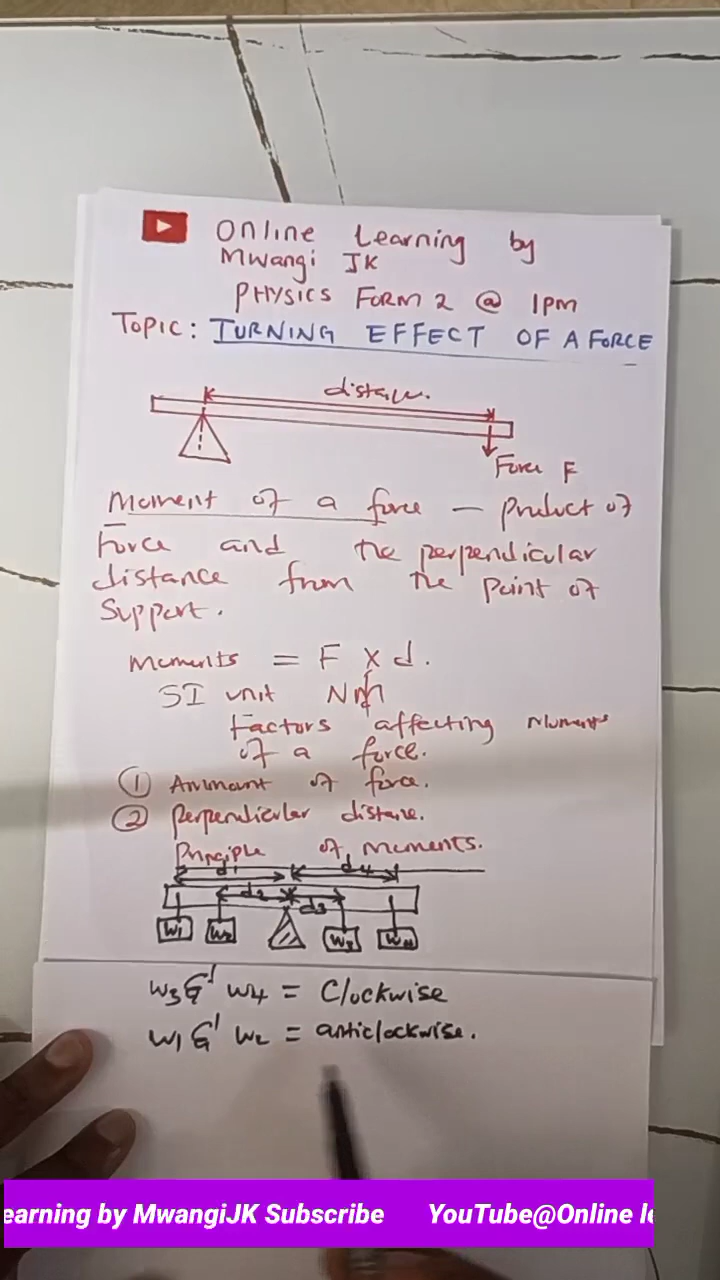 Online Learning by
Mwangi JK
PHYSICS FORM 2 @ 1pm
TOPIC: TURNING EFFECT OF A FORCE
distance.
Force F
Moment of a force — product of
Force and the perpendicular
distance from the point of
Support.
Moments = F x d.
SI unit Nm
Factors affecting Moments
of a force.
① Ammount of force.
② Perpendicular distance.
Principle of Moments.
d1 d4
d2 d3
W1 W2 W3 W4
W3 & W4 = Clockwise
W1 & W2 = anticlockwise.
earning by MwangiJK Subscribe YouTube@Online le